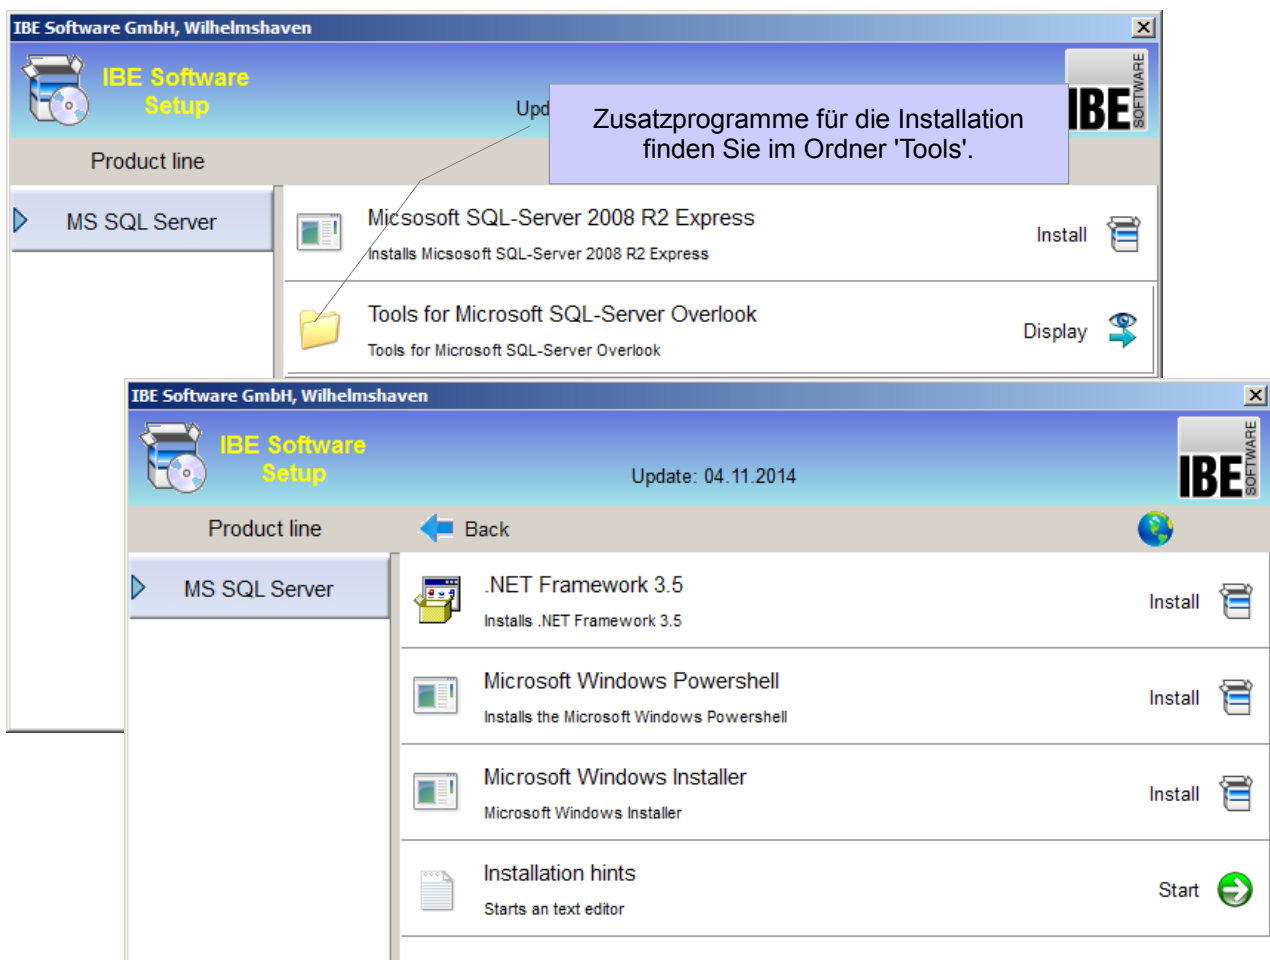 IBE Software GmbH, Wilhelmshaven
IBE Software
Setup
Upd
IBE
SOFTWARE
Zusatzprogramme für die Installation
finden Sie im Ordner 'Tools'.
Product line
MS SQL Server
Micsosoft SQL-Server 2008 R2 Express
Installs Micsosoft SQL-Server 2008 R2 Express
Install
Tools for Microsoft SQL-Server Overlook
Tools for Microsoft SQL-Server Overlook
Display
IBE Software GmbH, Wilhelmshaven
IBE Software
Setup
Update: 04.11.2014
IBE
SOFTWARE
Product line
Back
MS SQL Server
.NET Framework 3.5
Installs .NET Framework 3.5
Install
Microsoft Windows Powershell
Installs the Microsoft Windows Powershell
Install
Microsoft Windows Installer
Microsoft Windows Installer
Install
Installation hints
Starts an text editor
Start